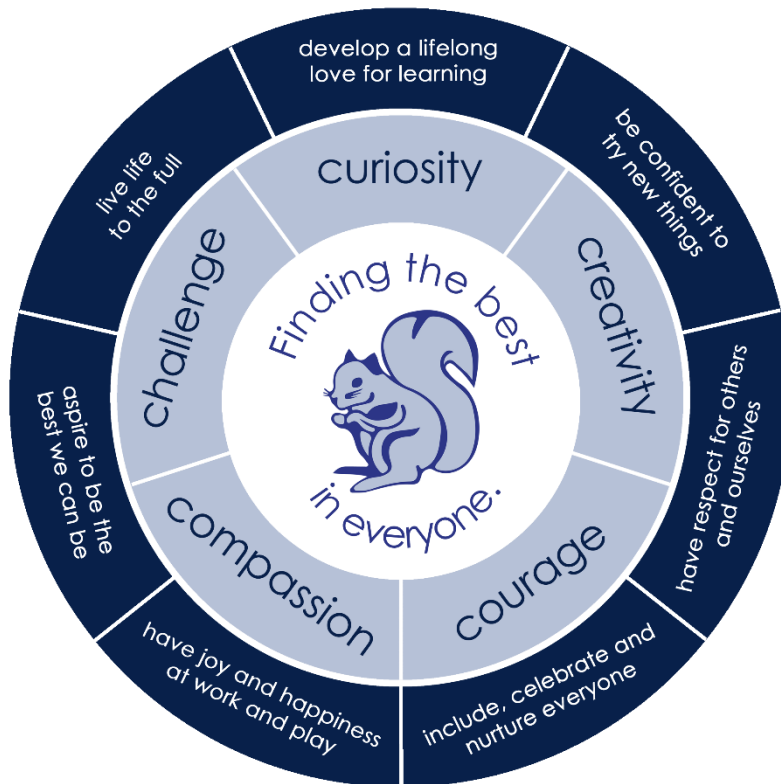 develop a lifelong
love for learning
be confident to
try new things
have respect for others
and ourselves
include, celebrate and
nurture everyone
have joy and happiness
at work and play
aspire to be the
best we can be
live life
to the full
curiosity
creativity
courage
compassion
challenge
Finding the best
in everyone.